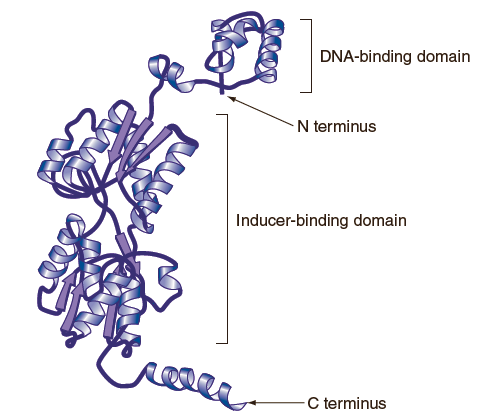 DNA-binding domain
N terminus
Inducer-binding domain
C terminus